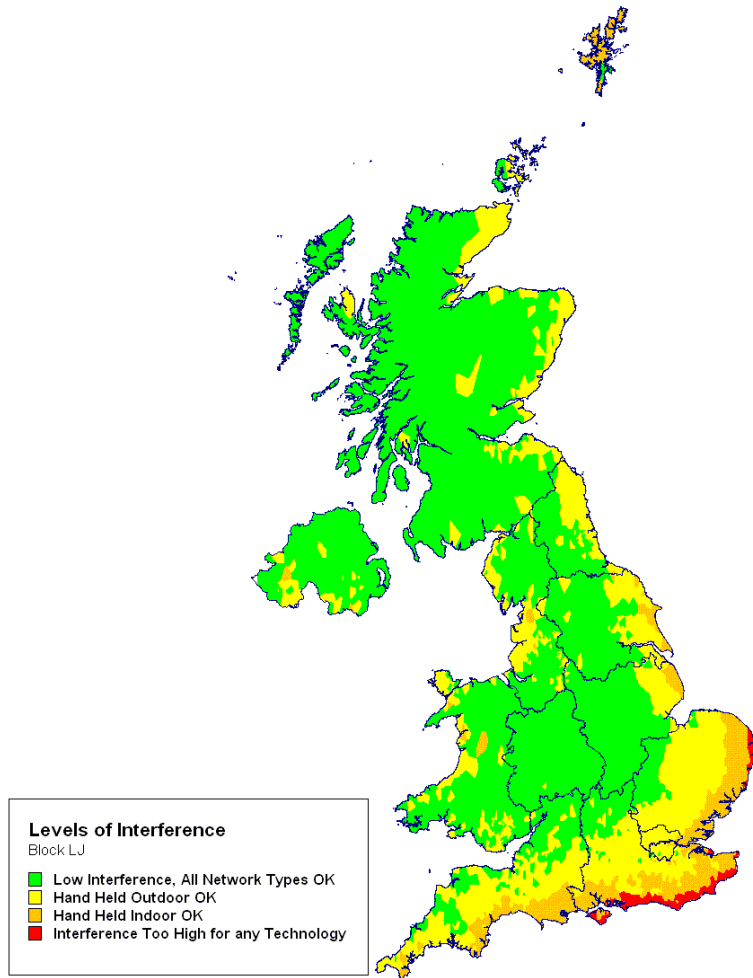 Levels of Interference
Block LJ
Low Interference, All Network Types OK
Hand Held Outdoor OK
Hand Held Indoor OK
Interference Too High for any Technology